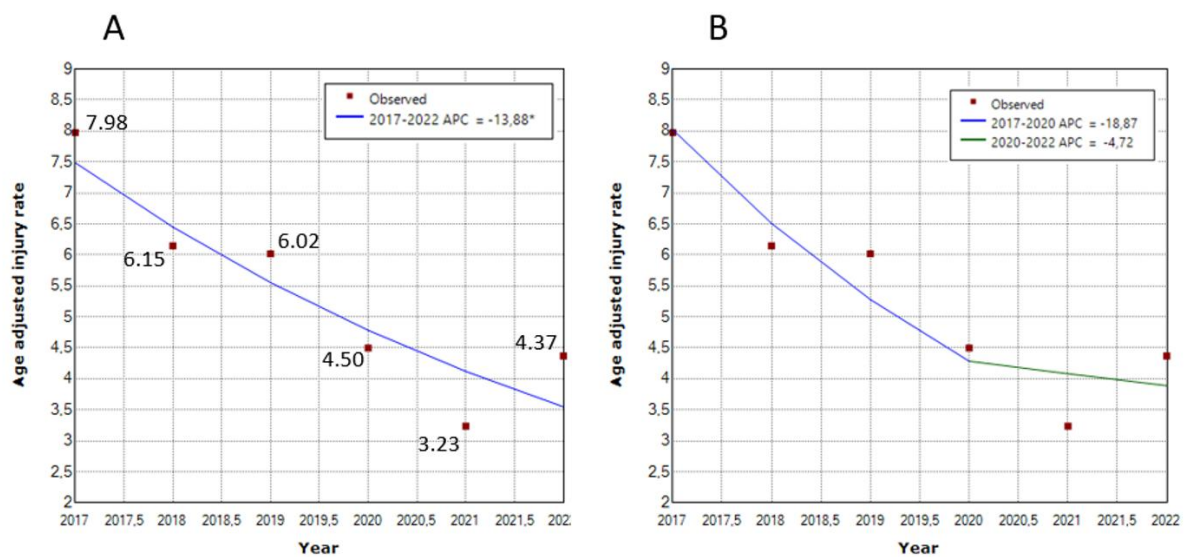 A
B
9
8,5
8
7,5
7
6,5
6
5,5
5
4,5
4
3,5
3
2,5
2
Age adjusted injury rate
Observed
2017-2022 APC = -13,88*
7.98
6.15
6.02
4.50
3.23
4.37
2017 2017,5 2018 2018,5 2019 2019,5 2020 2020,5 2021 2021,5 202
Year
9
8,5
8
7,5
7
6,5
6
5,5
5
4,5
4
3,5
3
2,5
2
Age adjusted injury rate
Observed
2017-2020 APC = -18,87
2020-2022 APC = -4,72
2017 2017,5 2018 2018,5 2019 2019,5 2020 2020,5 2021 2021,5 2022
Year